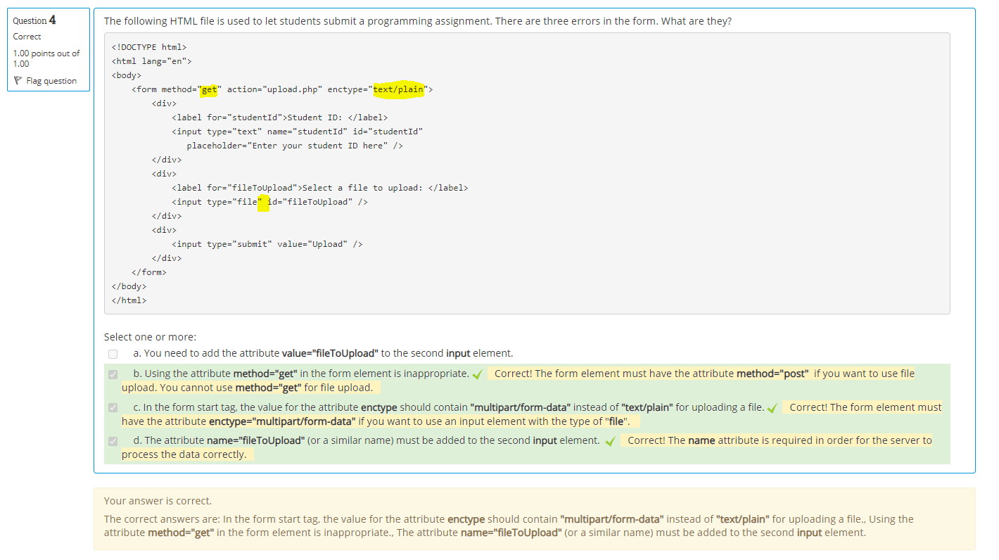 Question 4
Correct
1.00 points out of
1.00
Flag question
The following HTML file is used to let students submit a programming assignment. There are three errors in the form. What are they?
<!DOCTYPE html>
<html lang="en">
<body>
    <form method="get" action="upload.php" enctype="text/plain">
        <div>
            <label for="studentId">Student ID: </label>
            <input type="text" name="studentId" id="studentId"
               placeholder="Enter your student ID here" />
        </div>
        <div>
            <label for="fileToUpload">Select a file to upload: </label>
            <input type="file" id="fileToUpload" />
        </div>
        <div>
            <input type="submit" value="Upload" />
        </div>
    </form>
</body>
</html>
Select one or more:
a. You need to add the attribute value="fileToUpload" to the second input element.
b. Using the attribute method="get" in the form element is inappropriate. Correct! The form element must have the attribute method="post" if you want to use file
upload. You cannot use method="get" for file upload.
c. In the form start tag, the value for the attribute enctype should contain "multipart/form-data" instead of "text/plain" for uploading a file. Correct! The form element must
have the attribute enctype="multipart/form-data" if you want to use an input element with the type of "file".
d. The attribute name="fileToUpload" (or a similar name) must be added to the second input element. Correct! The name attribute is required in order for the server to
process the data correctly.
Your answer is correct.
The correct answers are: In the form start tag, the value for the attribute enctype should contain "multipart/form-data" instead of "text/plain" for uploading a file., Using the
attribute method="get" in the form element is inappropriate., The attribute name="fileToUpload" (or a similar name) must be added to the second input element.